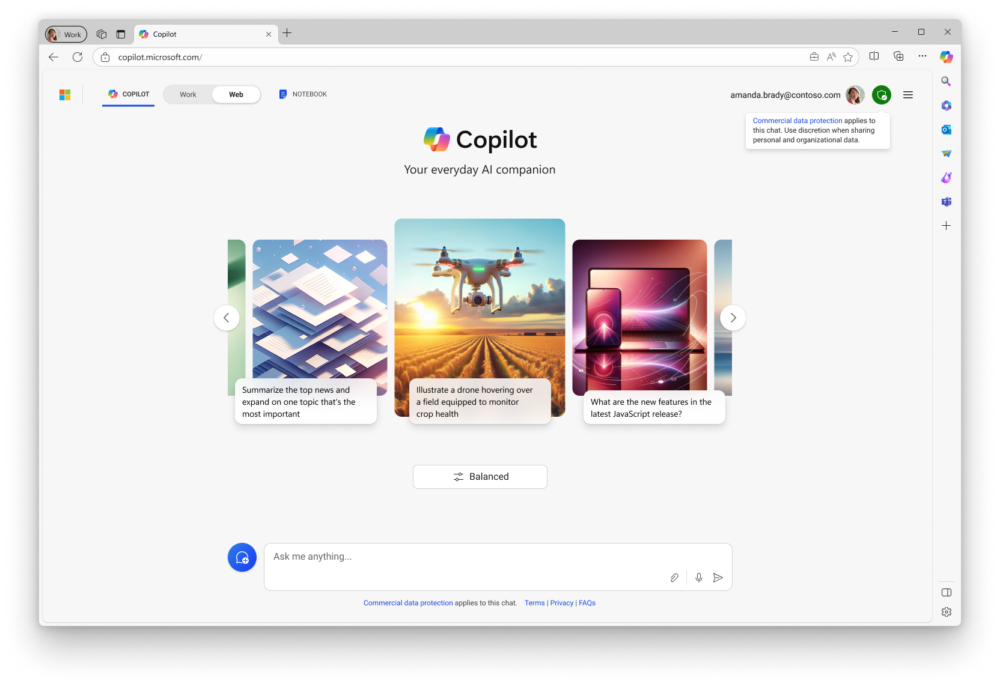 Work
Copilot
copilot.microsoft.com/
COPILOT
Work
Web
NOTEBOOK
amanda.brady@contoso.com
Commercial data protection applies to
this chat. Use discretion when sharing
personal and organizational data.
Copilot
Your everyday AI companion
Summarize the top news and
expand on one topic that's the
most important
Illustrate a drone hovering over
a field equipped to monitor
crop health
What are the new features in the
latest JavaScript release?
Balanced
Ask me anything...
Commercial data protection applies to this chat. Terms | Privacy | FAQs